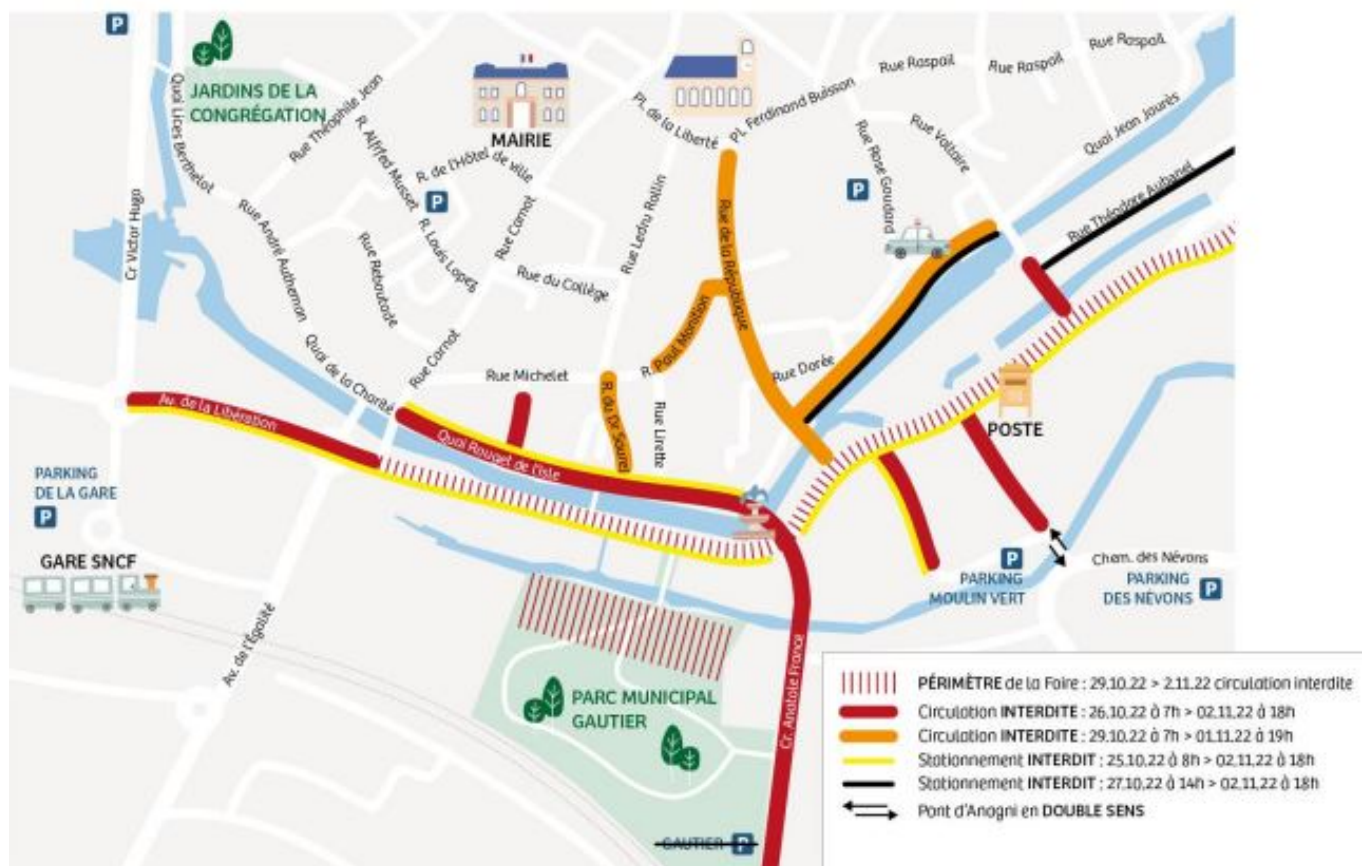 P
JARDINS DE LA
CONGRÉGATION
Quai Lices Berthelot
Rue Théophile Jean
R. Alfred Musset
MAIRIE
R. de l'Hôtel de ville
P
Pl. de la Liberté
Pl. Ferdinand Buisson
Rue Raspail
Rue Raspail
Rue Raspail
Rue Voltaire
Quai Jean Jaurès
Rue Rose Goudard
P
Rue Théodore Aubanel
Cr Victor Hugo
Rue André Autheman
Rue Reboutade
R. Louis Lopez
Rue Carnot
Rue du Collège
Rue Ledru Rollin
Rue de la République
R. Paul Monition
Rue Dorée
Quai de la Charité
Rue Carnot
Rue Michelet
R. du Dr Sourel
Rue Lirette
Av. de la Libération
Quai Rouget de l'isle
POSTE
PARKING
DE LA GARE
P
GARE SNCF
Av. de l'Égalité
P
PARKING
MOULIN VERT
Chem. des Névons
PARKING
DES NÉVONS P
PARC MUNICIPAL
GAUTIER
Cr. Anatole France
GAUTIER P
PÉRIMÈTRE de la Foire : 29.10.22 > 2.11.22 circulation interdite
Circulation INTERDITE : 26.10.22 à 7h > 02.11.22 à 18h
Circulation INTERDITE : 29.10.22 à 7h > 01.11.22 à 19h
Stationnement INTERDIT : 25.10.22 à 8h > 02.11.22 à 18h
Stationnement INTERDIT : 27.10.22 à 14h > 02.11.22 à 18h
Pont d'Anagni en DOUBLE SENS